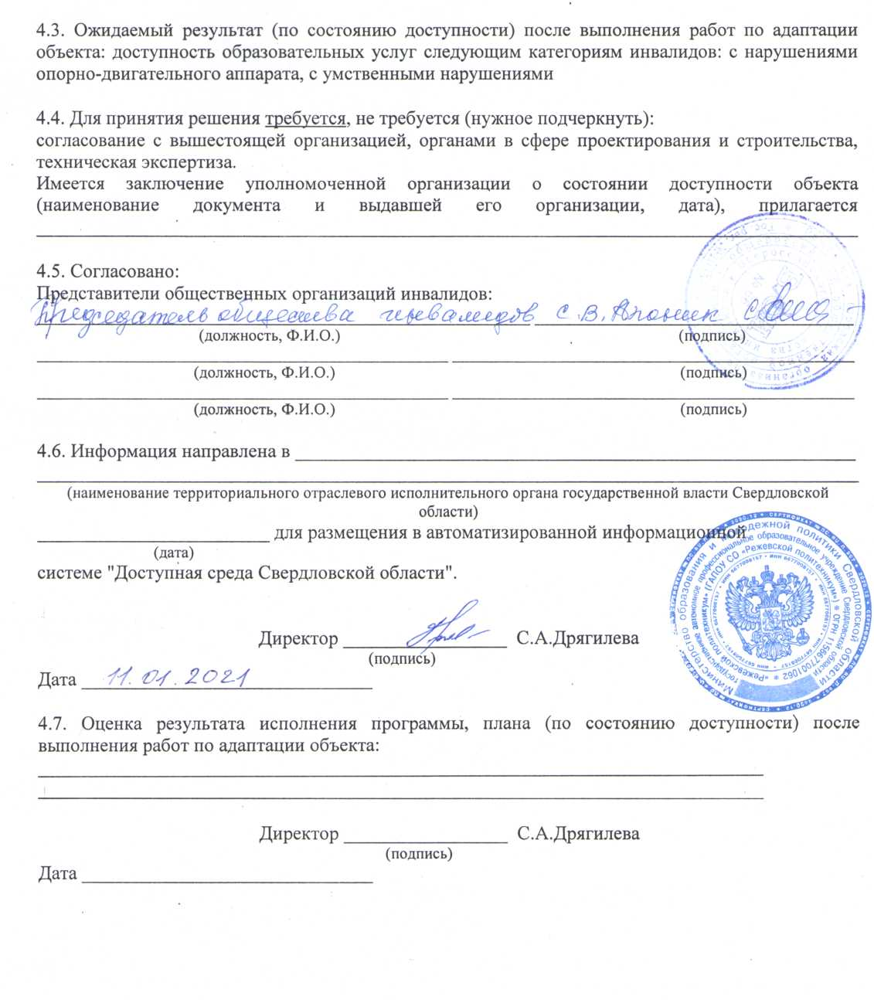 4.3. Ожидаемый результат (по состоянию доступности) после выполнения работ по адаптации
объекта: доступность образовательных услуг следующим категориям инвалидов: с нарушениями
опорно-двигательного аппарата, с умственными нарушениями
4.4. Для принятия решения требуется, не требуется (нужное подчеркнуть):
согласование с вышестоящей организацией, органами в сфере проектирования и строительства,
техническая экспертиза.
Имеется заключение уполномоченной организации о состоянии доступности объекта
(наименование документа и выдавшей его организации, дата), прилагается
4.5. Согласовано:
Представители общественных организаций инвалидов:
Председатель общества инвалидов С.В.
(должность, Ф.И.О.) (подпись)
(должность, Ф.И.О.) (подпись)
(должность, Ф.И.О.) (подпись)
4.6. Информация направлена в
(наименование территориального отраслевого исполнительного органа государственной власти Свердловской
области)
для размещения в автоматизированной информационной
(дата)
системе "Доступная среда Свердловской области".
Министерство образования и молодежной политики Свердловской области
государственное автономное профессиональное образовательное учреждение Свердловской области
«Режевской политехникум» (ГАПОУ СО «Режевской политехникум») * ОГРН 1156677001062 *
Директор С.А.Дрягилева
(подпись)
Дата 11.01.2021
4.7. Оценка результата исполнения программы, плана (по состоянию доступности) после
выполнения работ по адаптации объекта:
Директор С.А.Дрягилева
(подпись)
Дата